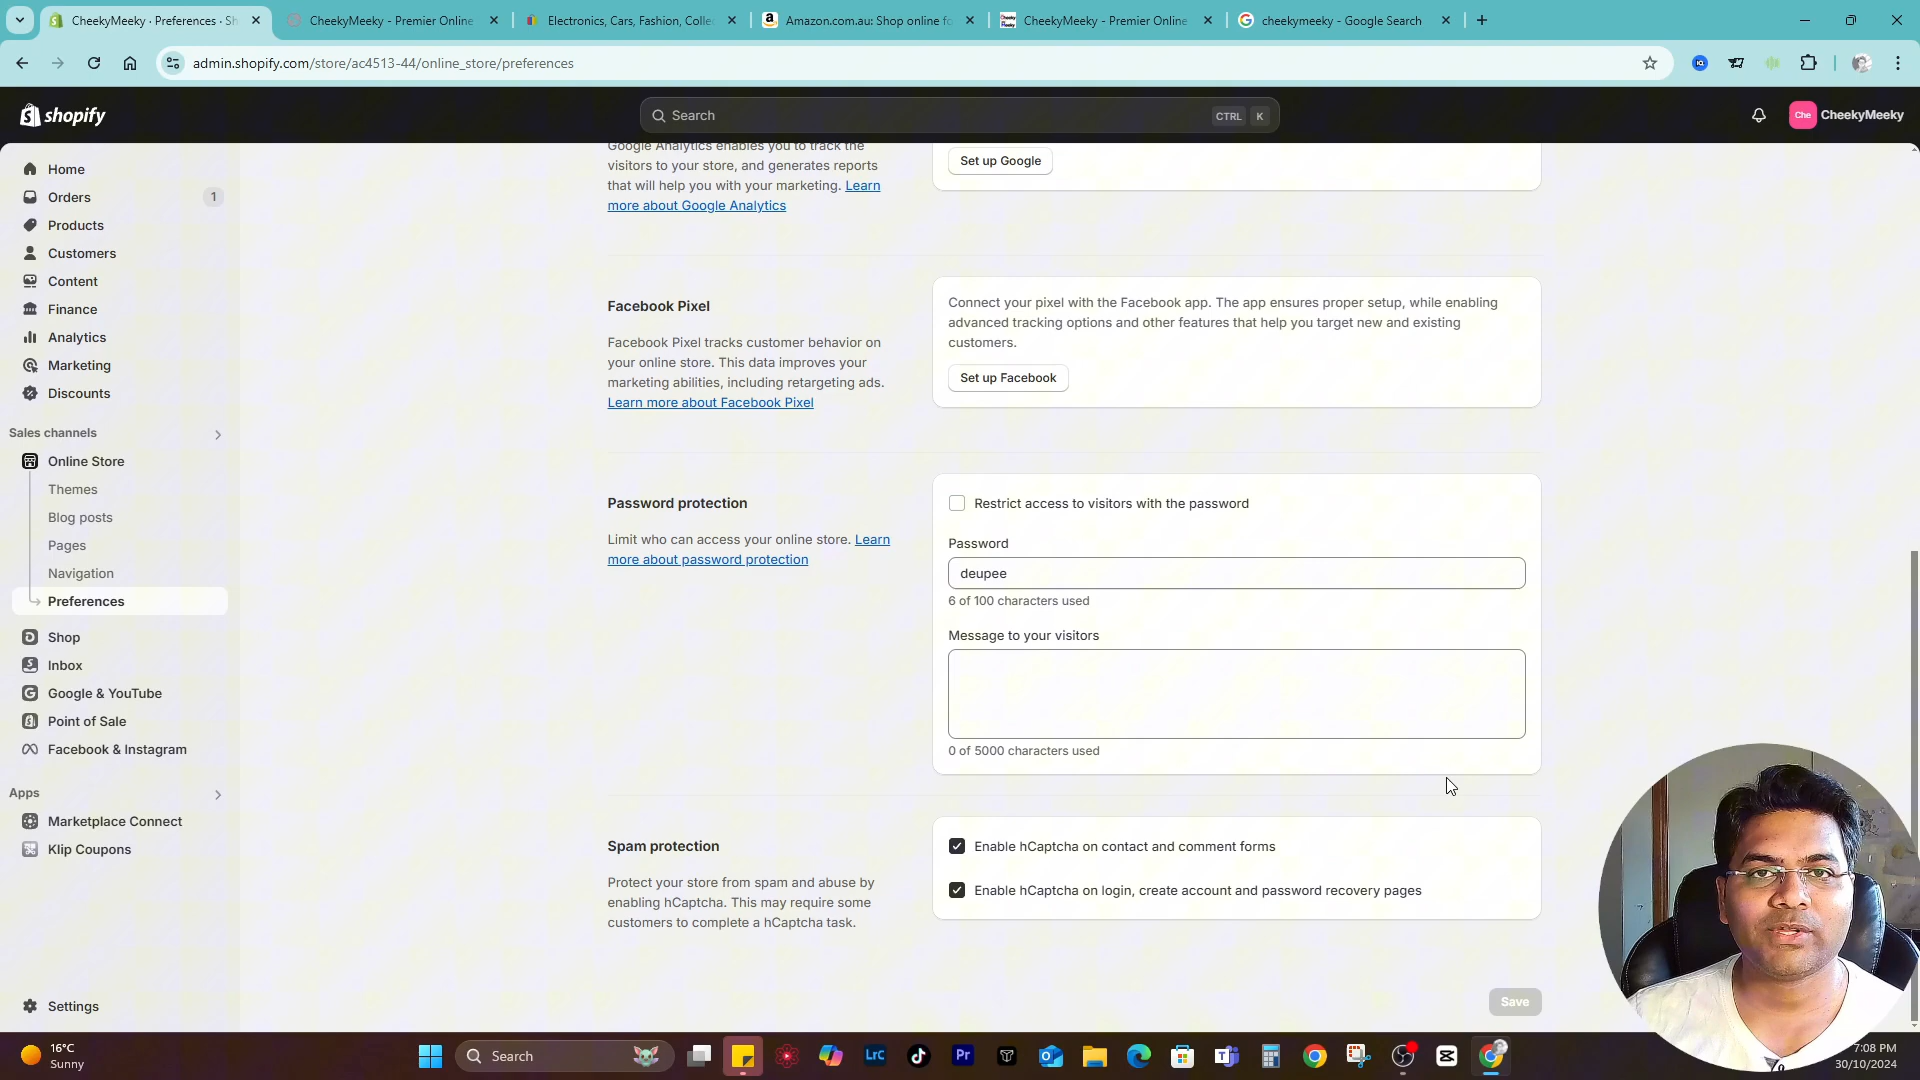 CheekyMeeky · Preferences · Sh
CheekyMeeky - Premier Online
Electronics, Cars, Fashion, Colle
Amazon.com.au: Shop online fo
CheekyMeeky - Premier Online
cheekymeeky - Google Search
admin.shopify.com/store/ac4513-44/online_store/preferences
shopify
Search
CTRL K
Che
CheekyMeeky
Home
Orders 1
Products
Customers
Content
Finance
Analytics
Marketing
Discounts
Sales channels
Online Store
Themes
Blog posts
Pages
Navigation
Preferences
Shop
Inbox
Google & YouTube
Point of Sale
Facebook & Instagram
Apps
Marketplace Connect
Klip Coupons
Settings
Google Analytics enables you to track the
visitors to your store, and generates reports
that will help you with your marketing. Learn
more about Google Analytics
Set up Google
Facebook Pixel
Facebook Pixel tracks customer behavior on
your online store. This data improves your
marketing abilities, including retargeting ads.
Learn more about Facebook Pixel
Connect your pixel with the Facebook app. The app ensures proper setup, while enabling
advanced tracking options and other features that help you target new and existing
customers.
Set up Facebook
Password protection
Limit who can access your online store. Learn
more about password protection
Restrict access to visitors with the password
Password
deupee
6 of 100 characters used
Message to your visitors
0 of 5000 characters used
Spam protection
Protect your store from spam and abuse by
enabling hCaptcha. This may require some
customers to complete a hCaptcha task.
Enable hCaptcha on contact and comment forms
Enable hCaptcha on login, create account and password recovery pages
Save
16°C
Sunny
Search
LrC
Pr
7:08 PM
30/10/2024